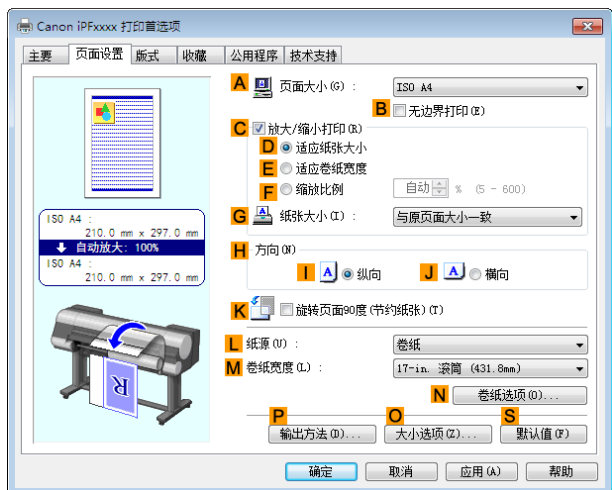 Canon iPFxxxx 打印首选项
主要 页面设置 版式 收藏 公用程序 技术支持
A 页面大小(G) : ISO A4
B 无边界打印(E)
C 放大/缩小打印(R)
D 适应纸张大小
E 适应卷纸宽度
F 缩放比例 自动 % (5 - 600)
G 纸张大小(I) : 与原页面大小一致
ISO A4 :
210.0 mm x 297.0 mm
自动放大: 100%
ISO A4 :
210.0 mm x 297.0 mm
H 方向(N)
I A 纵向 J A 横向
K 旋转页面90度(节约纸张)(T)
L 纸源(U) : 卷纸
M 卷纸宽度(L) : 17-in. 滚筒 (431.8mm)
R
N 卷纸选项(O)...
P O S
输出方法(D)... 大小选项(Z)... 默认值(F)
确定 取消 应用(A) 帮助